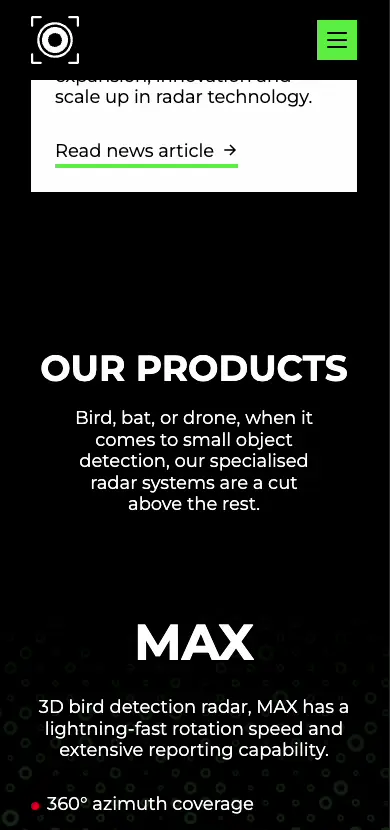 expansion, innovation and
scale up in radar technology.
Read news article →
OUR PRODUCTS
Bird, bat, or drone, when it
comes to small object
detection, our specialised
radar systems are a cut
above the rest.
MAX
3D bird detection radar, MAX has a
lightning-fast rotation speed and
extensive reporting capability.
360° azimuth coverage